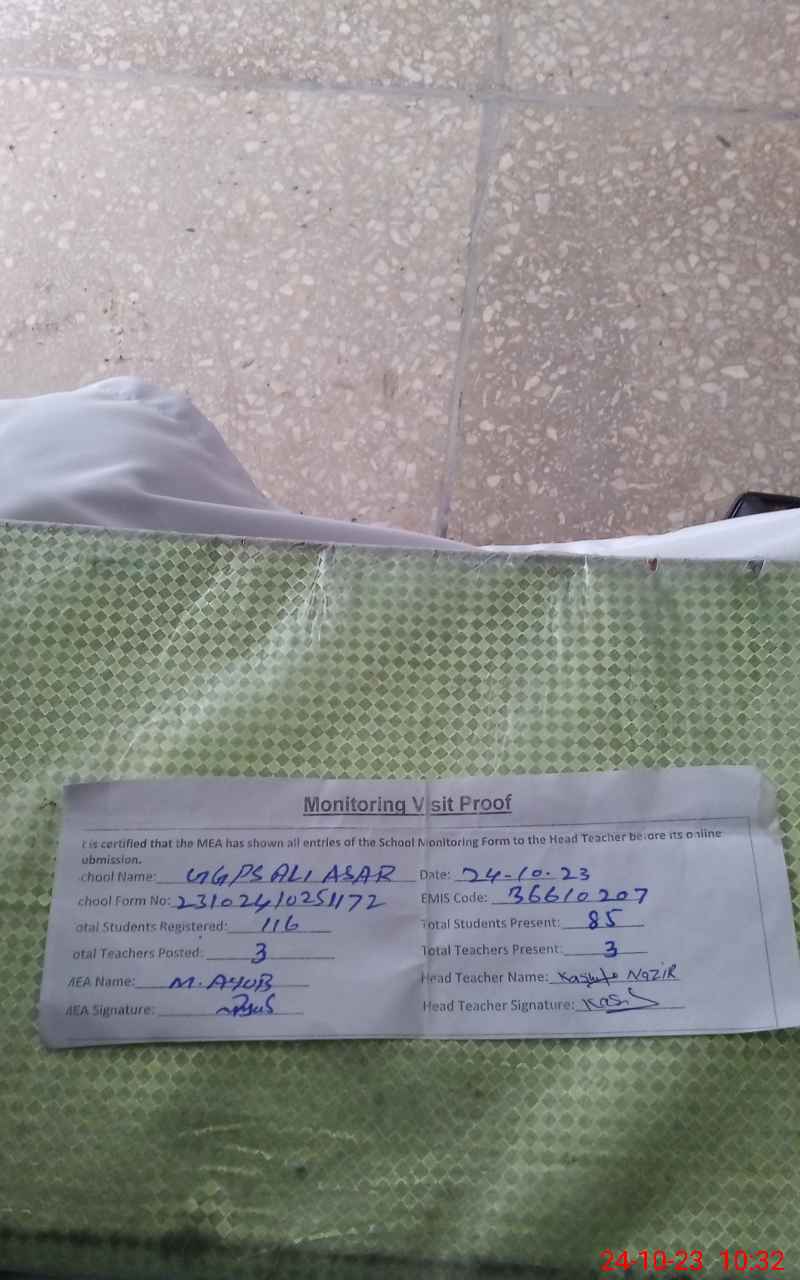 Monitoring Visit Proof
t is certified that the MEA has shown all entries of the School Monitoring Form to the Head Teacher before its online
ubmission.
chool Name: GGPS ALI ASAR Date: 24-10-23
chool Form No: 23102410251172 EMIS Code: 36610207
otal Students Registered: 116 Total Students Present: 85
otal Teachers Posted: 3 Total Teachers Present: 3
MEA Name: M. AYUB Head Teacher Name: Nazir
MEA Signature: Head Teacher Signature:
24-10-23 10:32